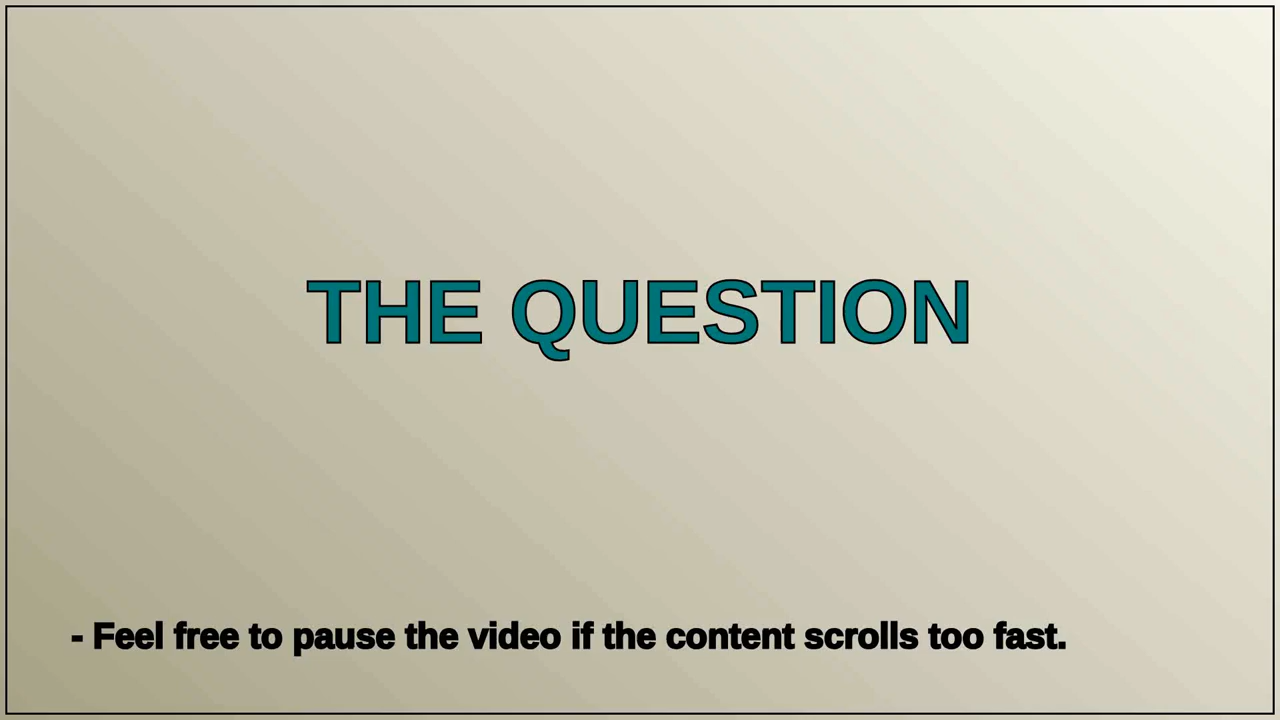 THE QUESTION
- Feel free to pause the video if the content scrolls too fast.